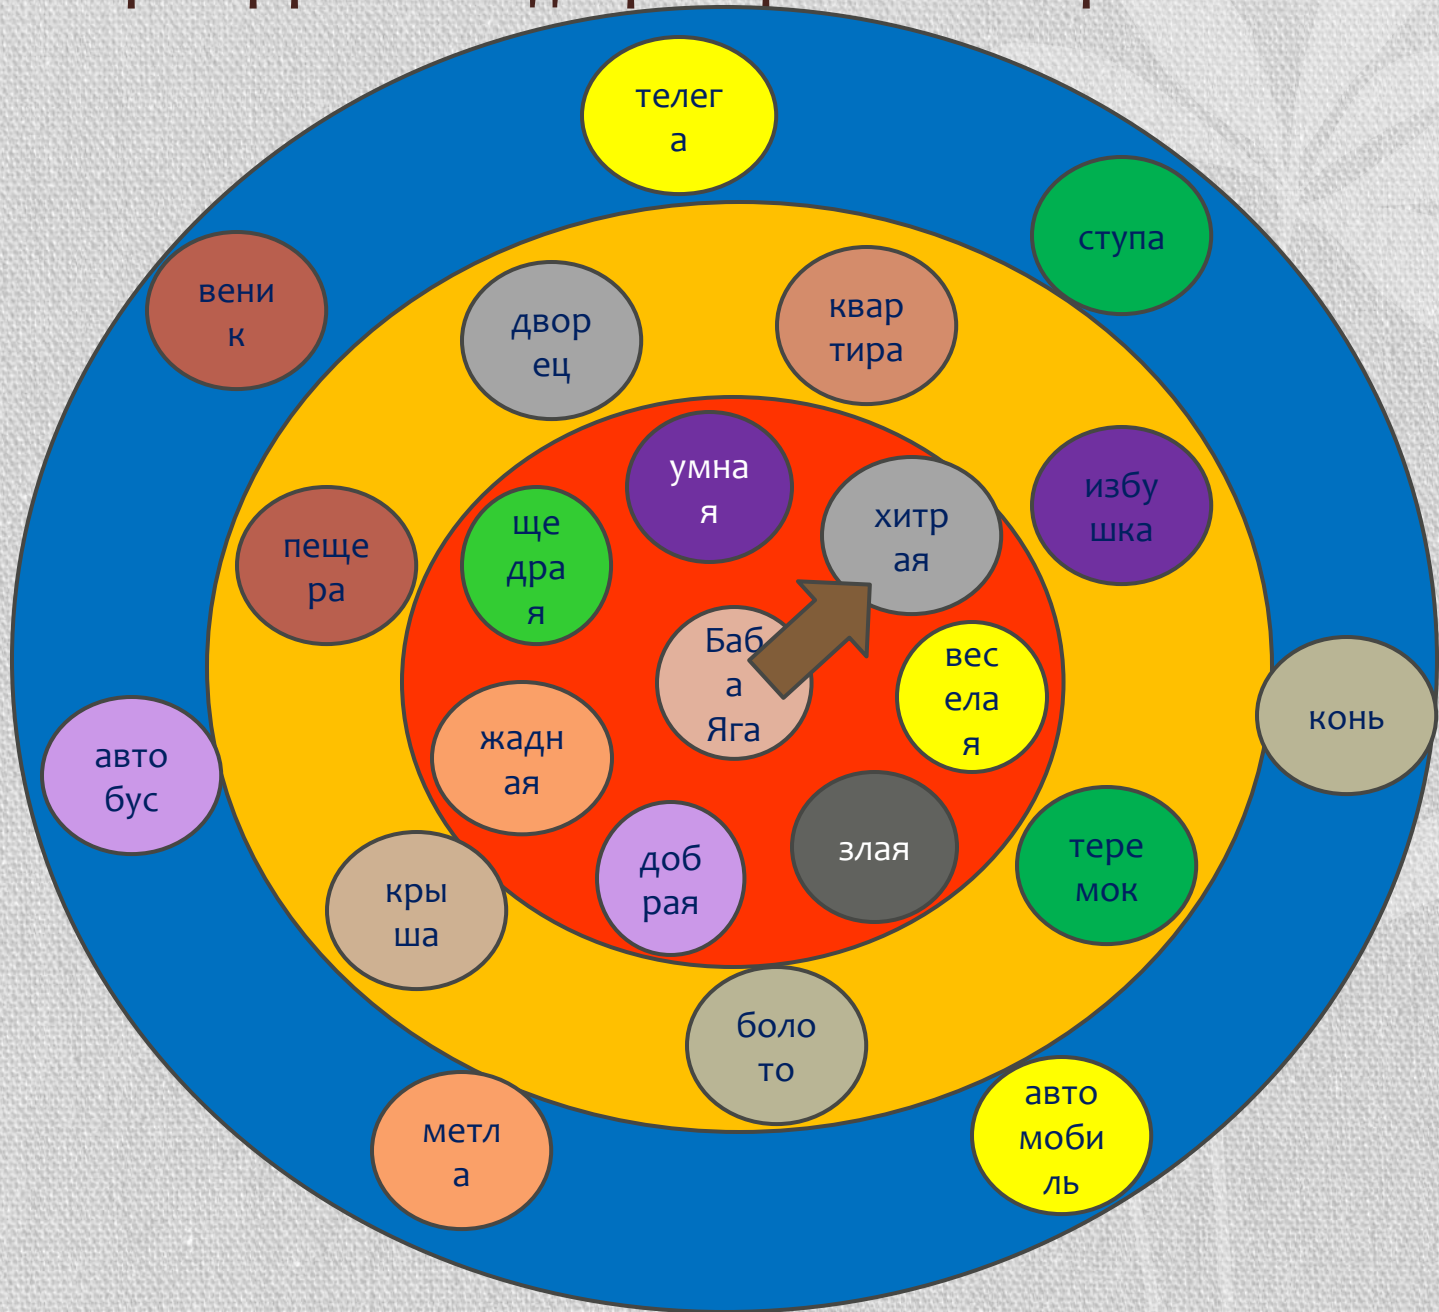 телег
а
ступа
вени
к
двор
ец
квар
тира
умна
я
хитр
ая
избу
шка
ще
дра
я
пеще
ра
Баб
а
Яга
вес
ела
я
конь
авто
бус
жадн
ая
доб
рая
злая
тере
мок
кры
ша
боло
то
метл
а
авто
моби
ль